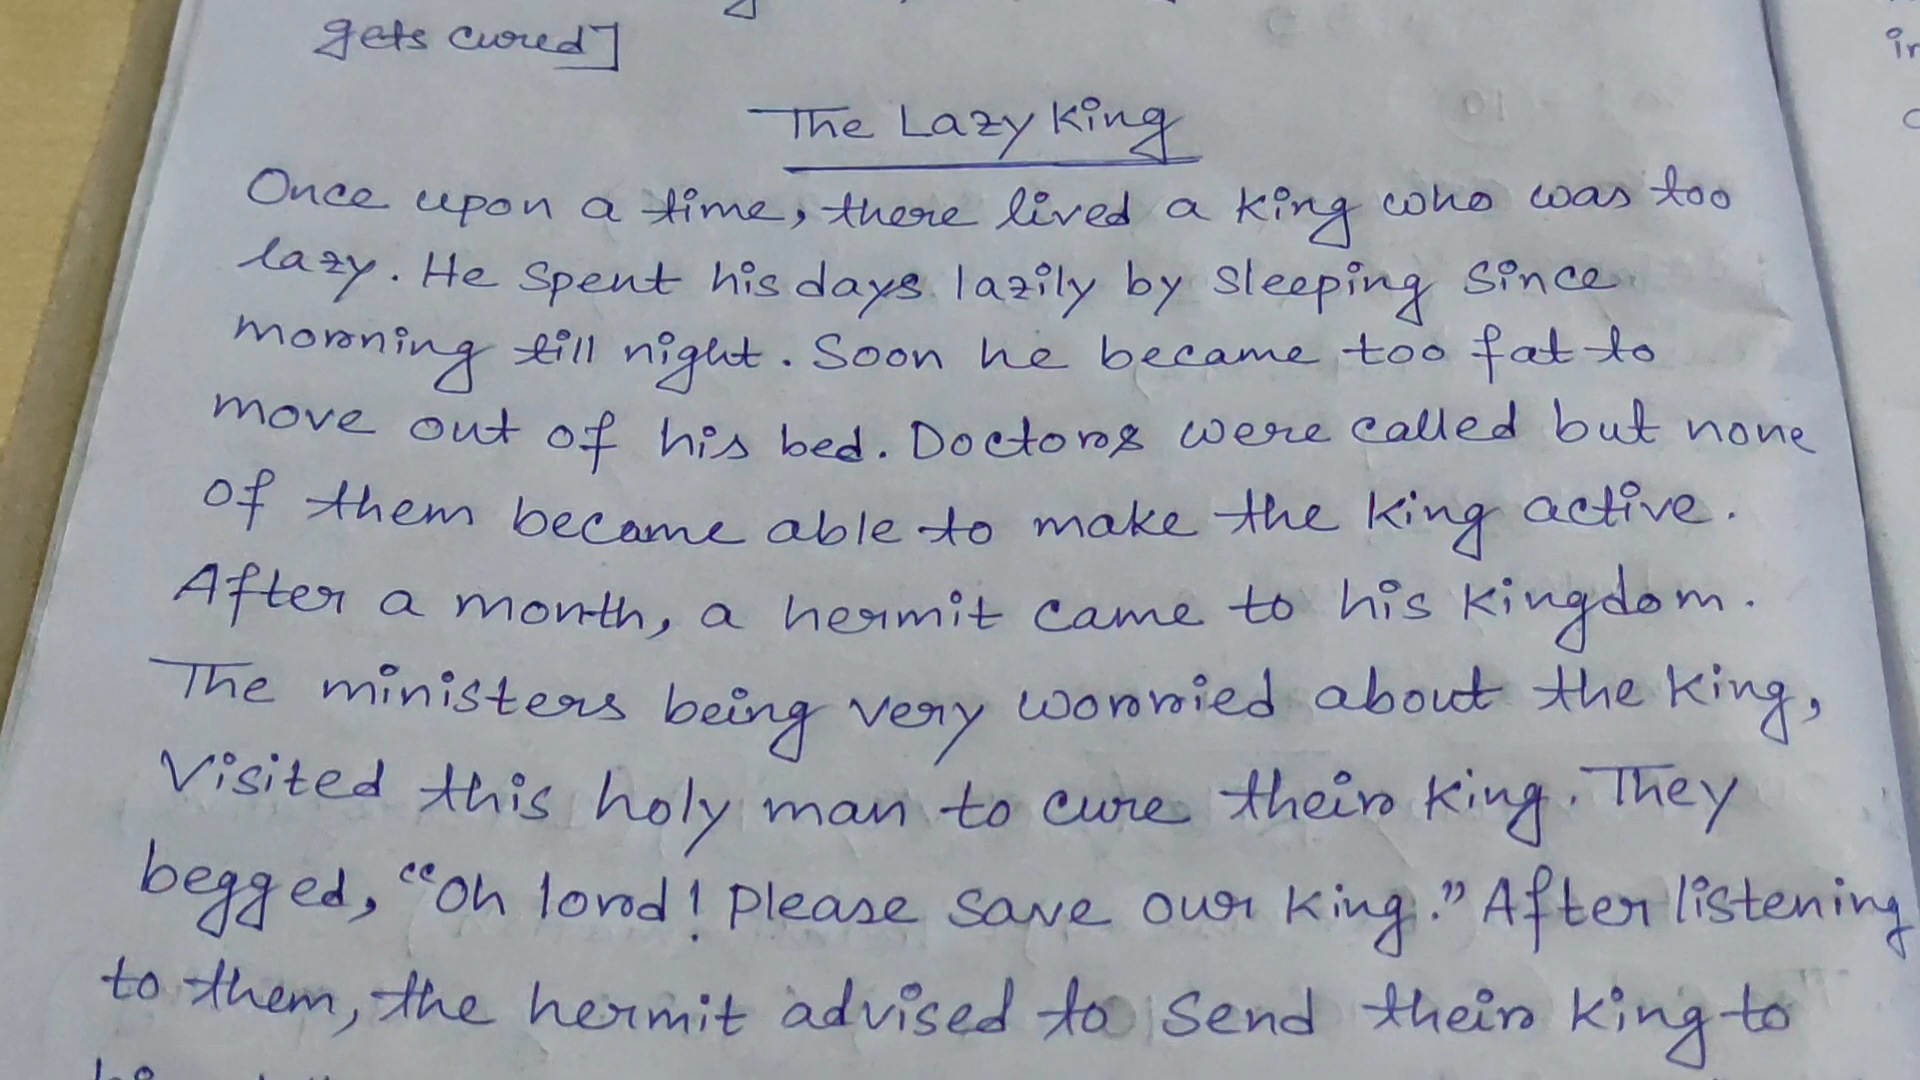 gets cured]
The Lazy King
Once upon a time, there lived a king who was too
lazy. He spent his days lazily by sleeping since
morning till night. Soon he became too fat to
move out of his bed. Doctors were called but none
of them became able to make the king active.
After a month, a hermit came to his kingdom.
The ministers being very worried about the king,
Visited this holy man to cure their king. They
begged, "Oh lord! Please save our king." After listening
to them, the hermit advised to send their king to